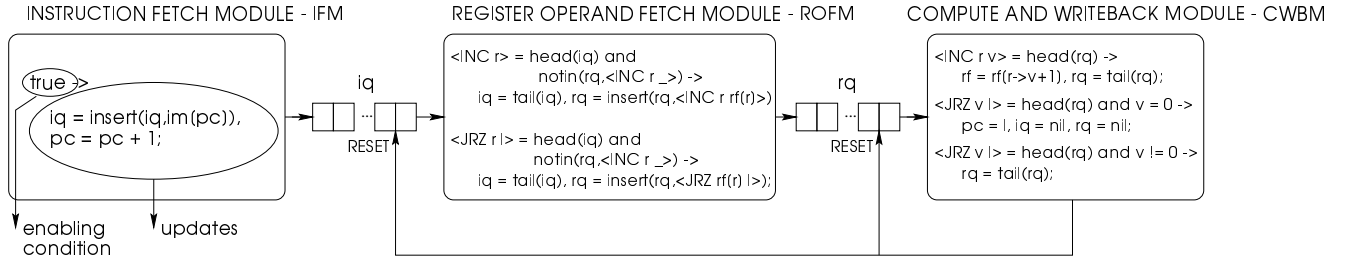 INSTRUCTION FETCH MODULE - IFM
true ->
iq = insert(iq,im[pc]),
pc = pc + 1;
enabling
condition
updates
iq
...
RESET
REGISTER OPERAND FETCH MODULE - ROFM
<INC r> = head(iq) and
notin(rq,<INC r _>) ->
iq = tail(iq), rq = insert(rq,<INC r rf[r]>)
<JRZ r l> = head(iq) and
notin(rq,<INC r _>) ->
iq = tail(iq), rq = insert(rq,<JRZ rf[r] l>);
rq
...
RESET
COMPUTE AND WRITEBACK MODULE - CWBM
<INC r v> = head(rq) ->
rf = rf[r->v+1], rq = tail(rq);
<JRZ v l> = head(rq) and v = 0 ->
pc = l, iq = nil, rq = nil;
<JRZ v l> = head(rq) and v != 0 ->
rq = tail(rq);